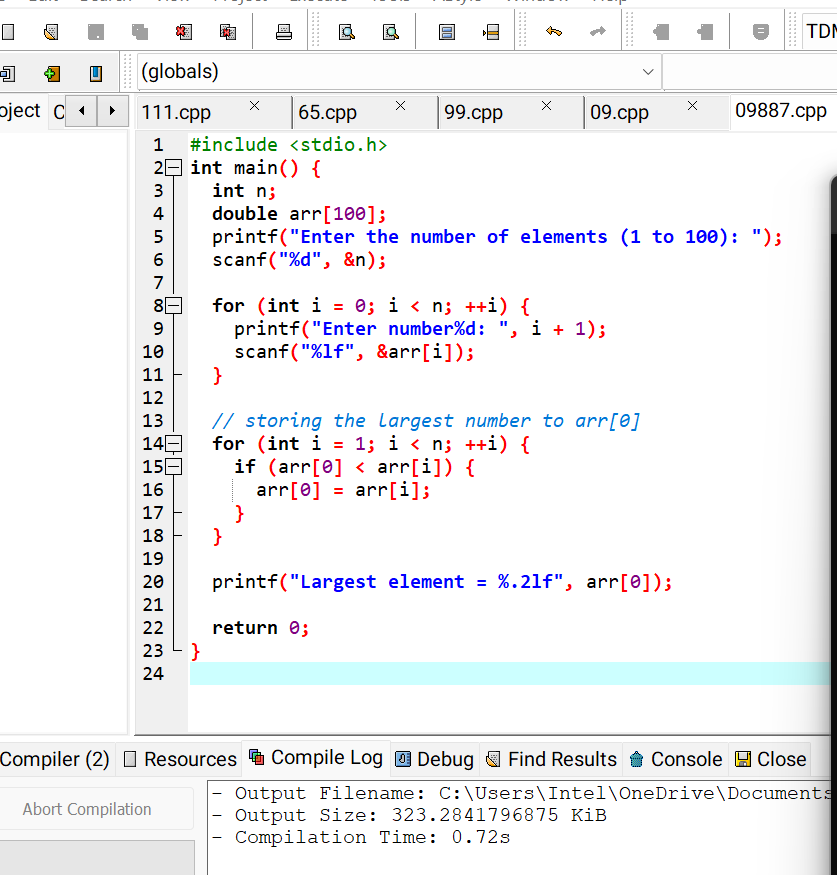 TDM
(globals)
oject
111.cpp
65.cpp
99.cpp
09.cpp
09887.cpp
1 #include <stdio.h>
2 int main() {
3 int n;
4 double arr[100];
5 printf("Enter the number of elements (1 to 100): ");
6 scanf("%d", &n);
7
8 for (int i = 0; i < n; ++i) {
9 printf("Enter number%d: ", i + 1);
10 scanf("%lf", &arr[i]);
11 }
12
13 // storing the largest number to arr[0]
14 for (int i = 1; i < n; ++i) {
15 if (arr[0] < arr[i]) {
16 arr[0] = arr[i];
17 }
18 }
19
20 printf("Largest element = %.2lf", arr[0]);
21
22 return 0;
23 }
24
Compiler (2) Resources Compile Log Debug Find Results Console Close
Abort Compilation
- Output Filename: C:\Users\Intel\OneDrive\Documents
- Output Size: 323.2841796875 KiB
- Compilation Time: 0.72s